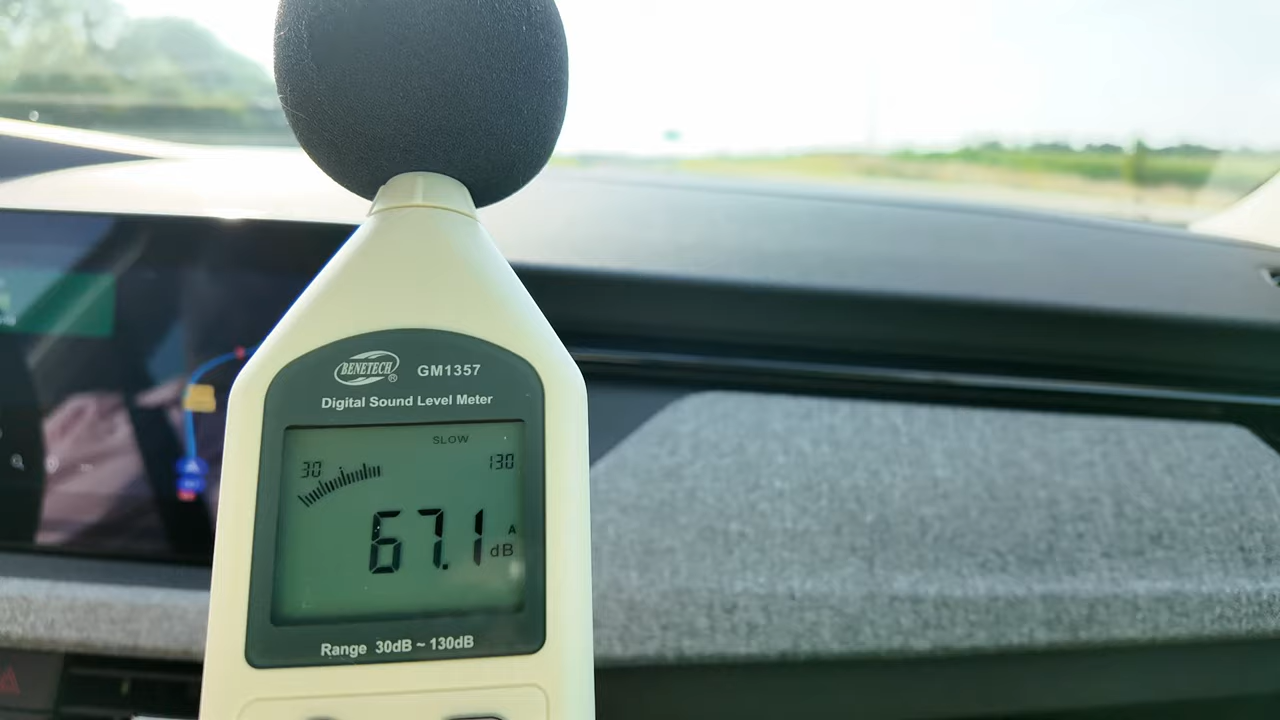 BENETECH ®
GM1357
Digital Sound Level Meter
SLOW
30
130
67.1
A
dB
Range 30dB ~ 130dB